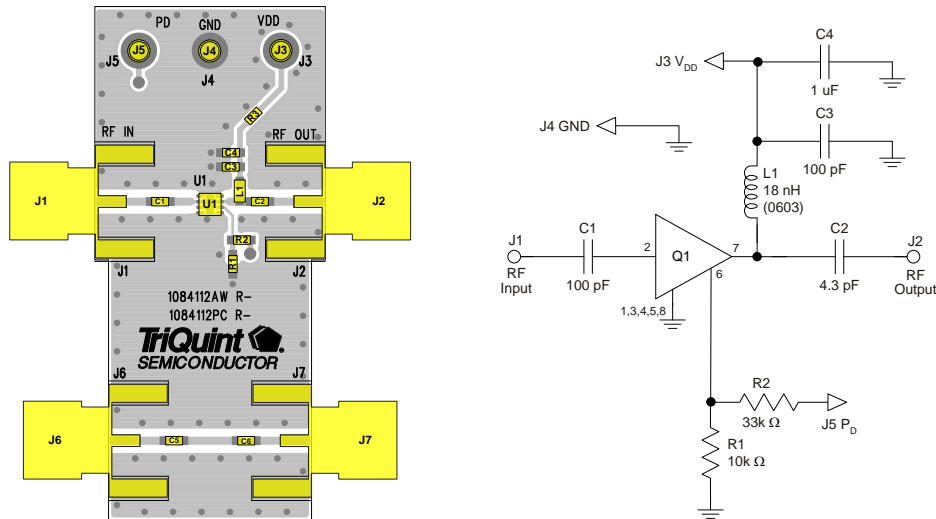 PD
GND
VDD
J5
J4
J3
J5
J4
J3
RF IN
RF OUT
R3
C4
C3
L1
U1
U1
J1
C1
C2
J2
R2
R1
J1
J2
1084112AW R-
1084112PC R-
TriQuint
SEMICONDUCTOR
J6
J7
J6
C5
C6
J7
C4
1 uF
J3 VDD
C3
100 pF
J4 GND
L1
18 nH
(0603)
J1
RF
Input
C1
100 pF
2
Q1
7
6
1,3,4,5,8
C2
4.3 pF
J2
RF
Output
R2
33k Ω
J5 PD
R1
10k Ω